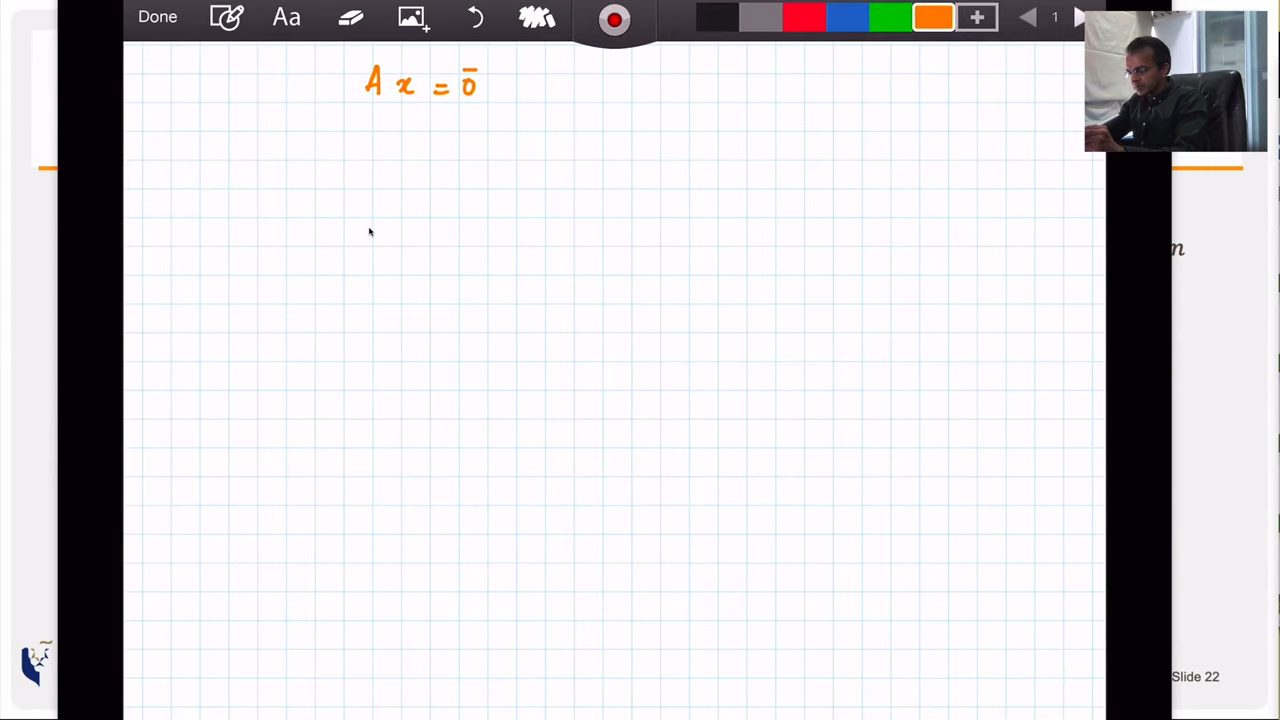 Done Aa 1
A x = 0̄
m
Slide 22